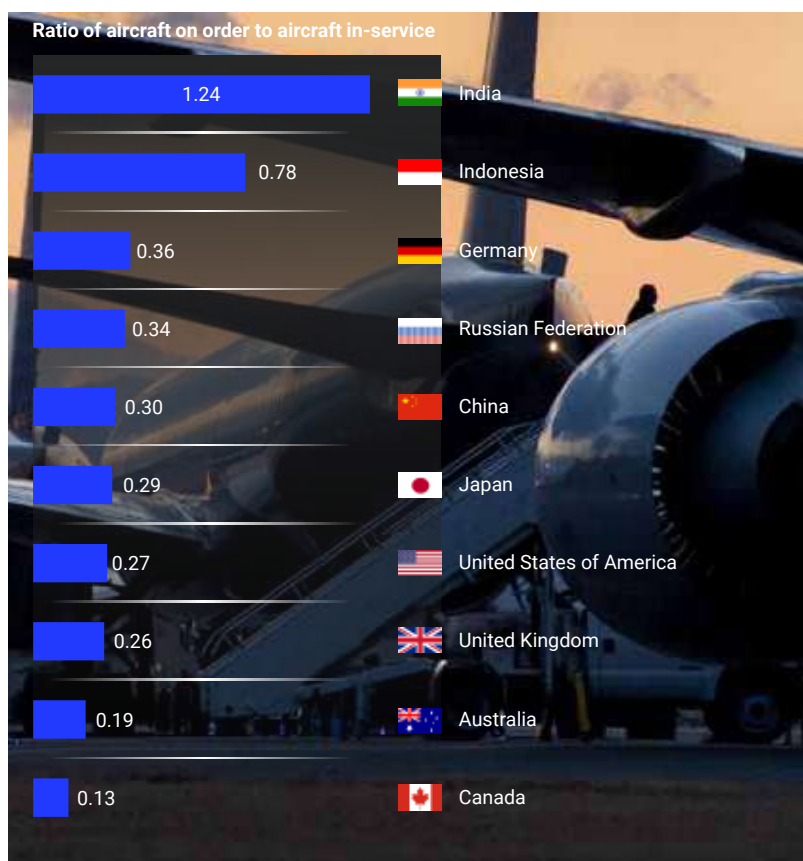 Ratio of aircraft on order to aircraft in-service
1.24 India
0.78 Indonesia
0.36 Germany
0.34 Russian Federation
0.30 China
0.29 Japan
0.27 United States of America
0.26 United Kingdom
0.19 Australia
0.13 Canada